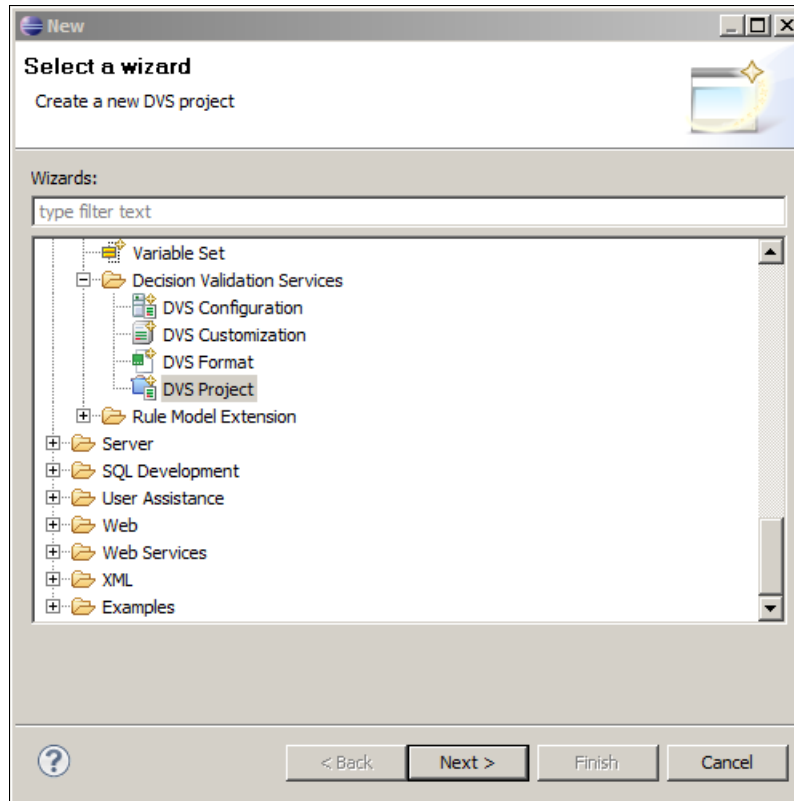 New
Select a wizard
Create a new DVS project
Wizards:
type filter text
Variable Set
Decision Validation Services
DVS Configuration
DVS Customization
DVS Format
DVS Project
Rule Model Extension
Server
SQL Development
User Assistance
Web
Web Services
XML
Examples
? < Back Next > Finish Cancel